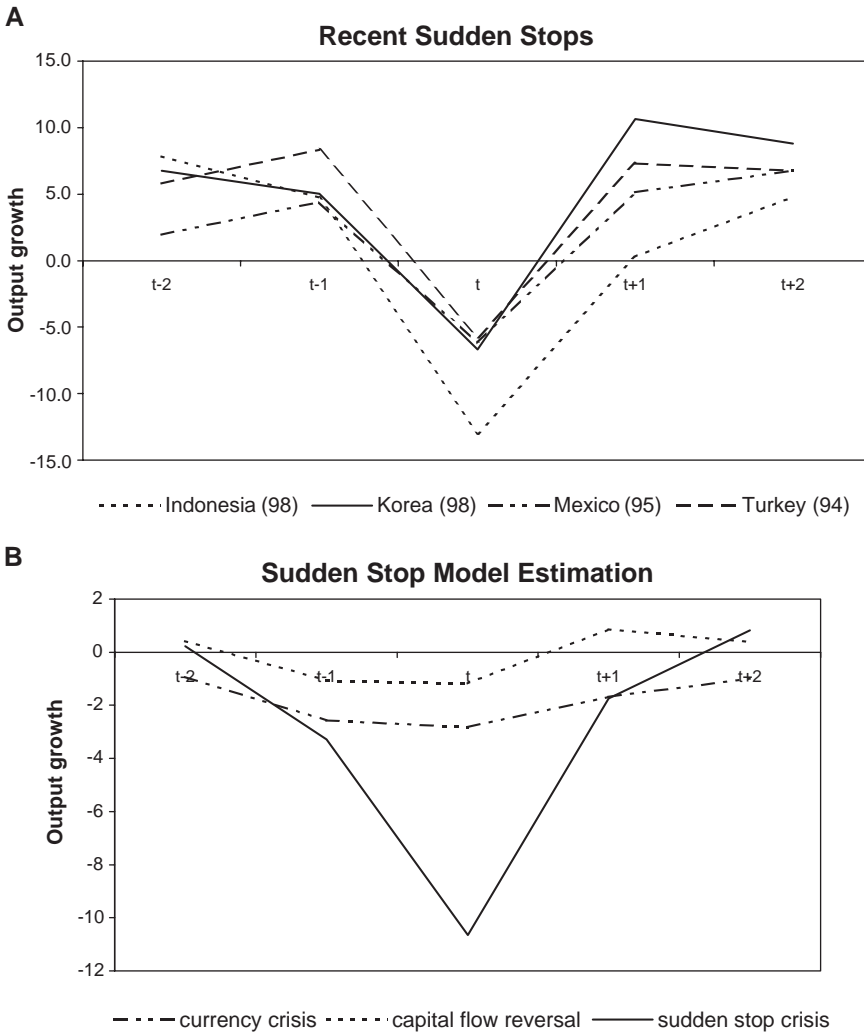 A
Recent Sudden Stops
15.0
10.0
5.0
0.0
-5.0
-10.0
-15.0
Output growth
t-2 t-1 t t+1 t+2
Indonesia (98) Korea (98) Mexico (95) Turkey (94)
B
Sudden Stop Model Estimation
2
0
-2
-4
-6
-8
-10
-12
Output growth
t-2 t-1 t t+1 t+2
currency crisis capital flow reversal sudden stop crisis